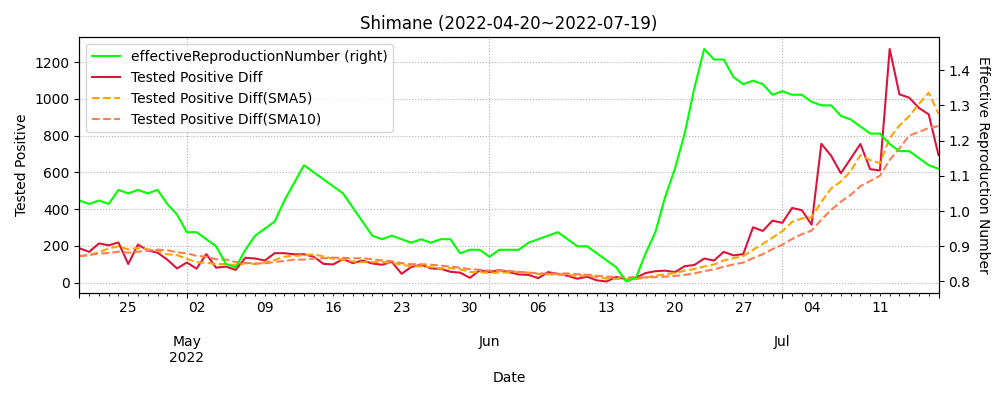 Shimane (2022-04-20~2022-07-19)
effectiveReproductionNumber (right)
Tested Positive Diff
Tested Positive Diff(SMA5)
Tested Positive Diff(SMA10)
Tested Positive
1200
1000
800
600
400
200
0
Effective Reproduction Number
1.4
1.3
1.2
1.1
1.0
0.9
0.8
25 02 09 16 23 30 06 13 20 27 04 11
May Jun Jul
2022
Date